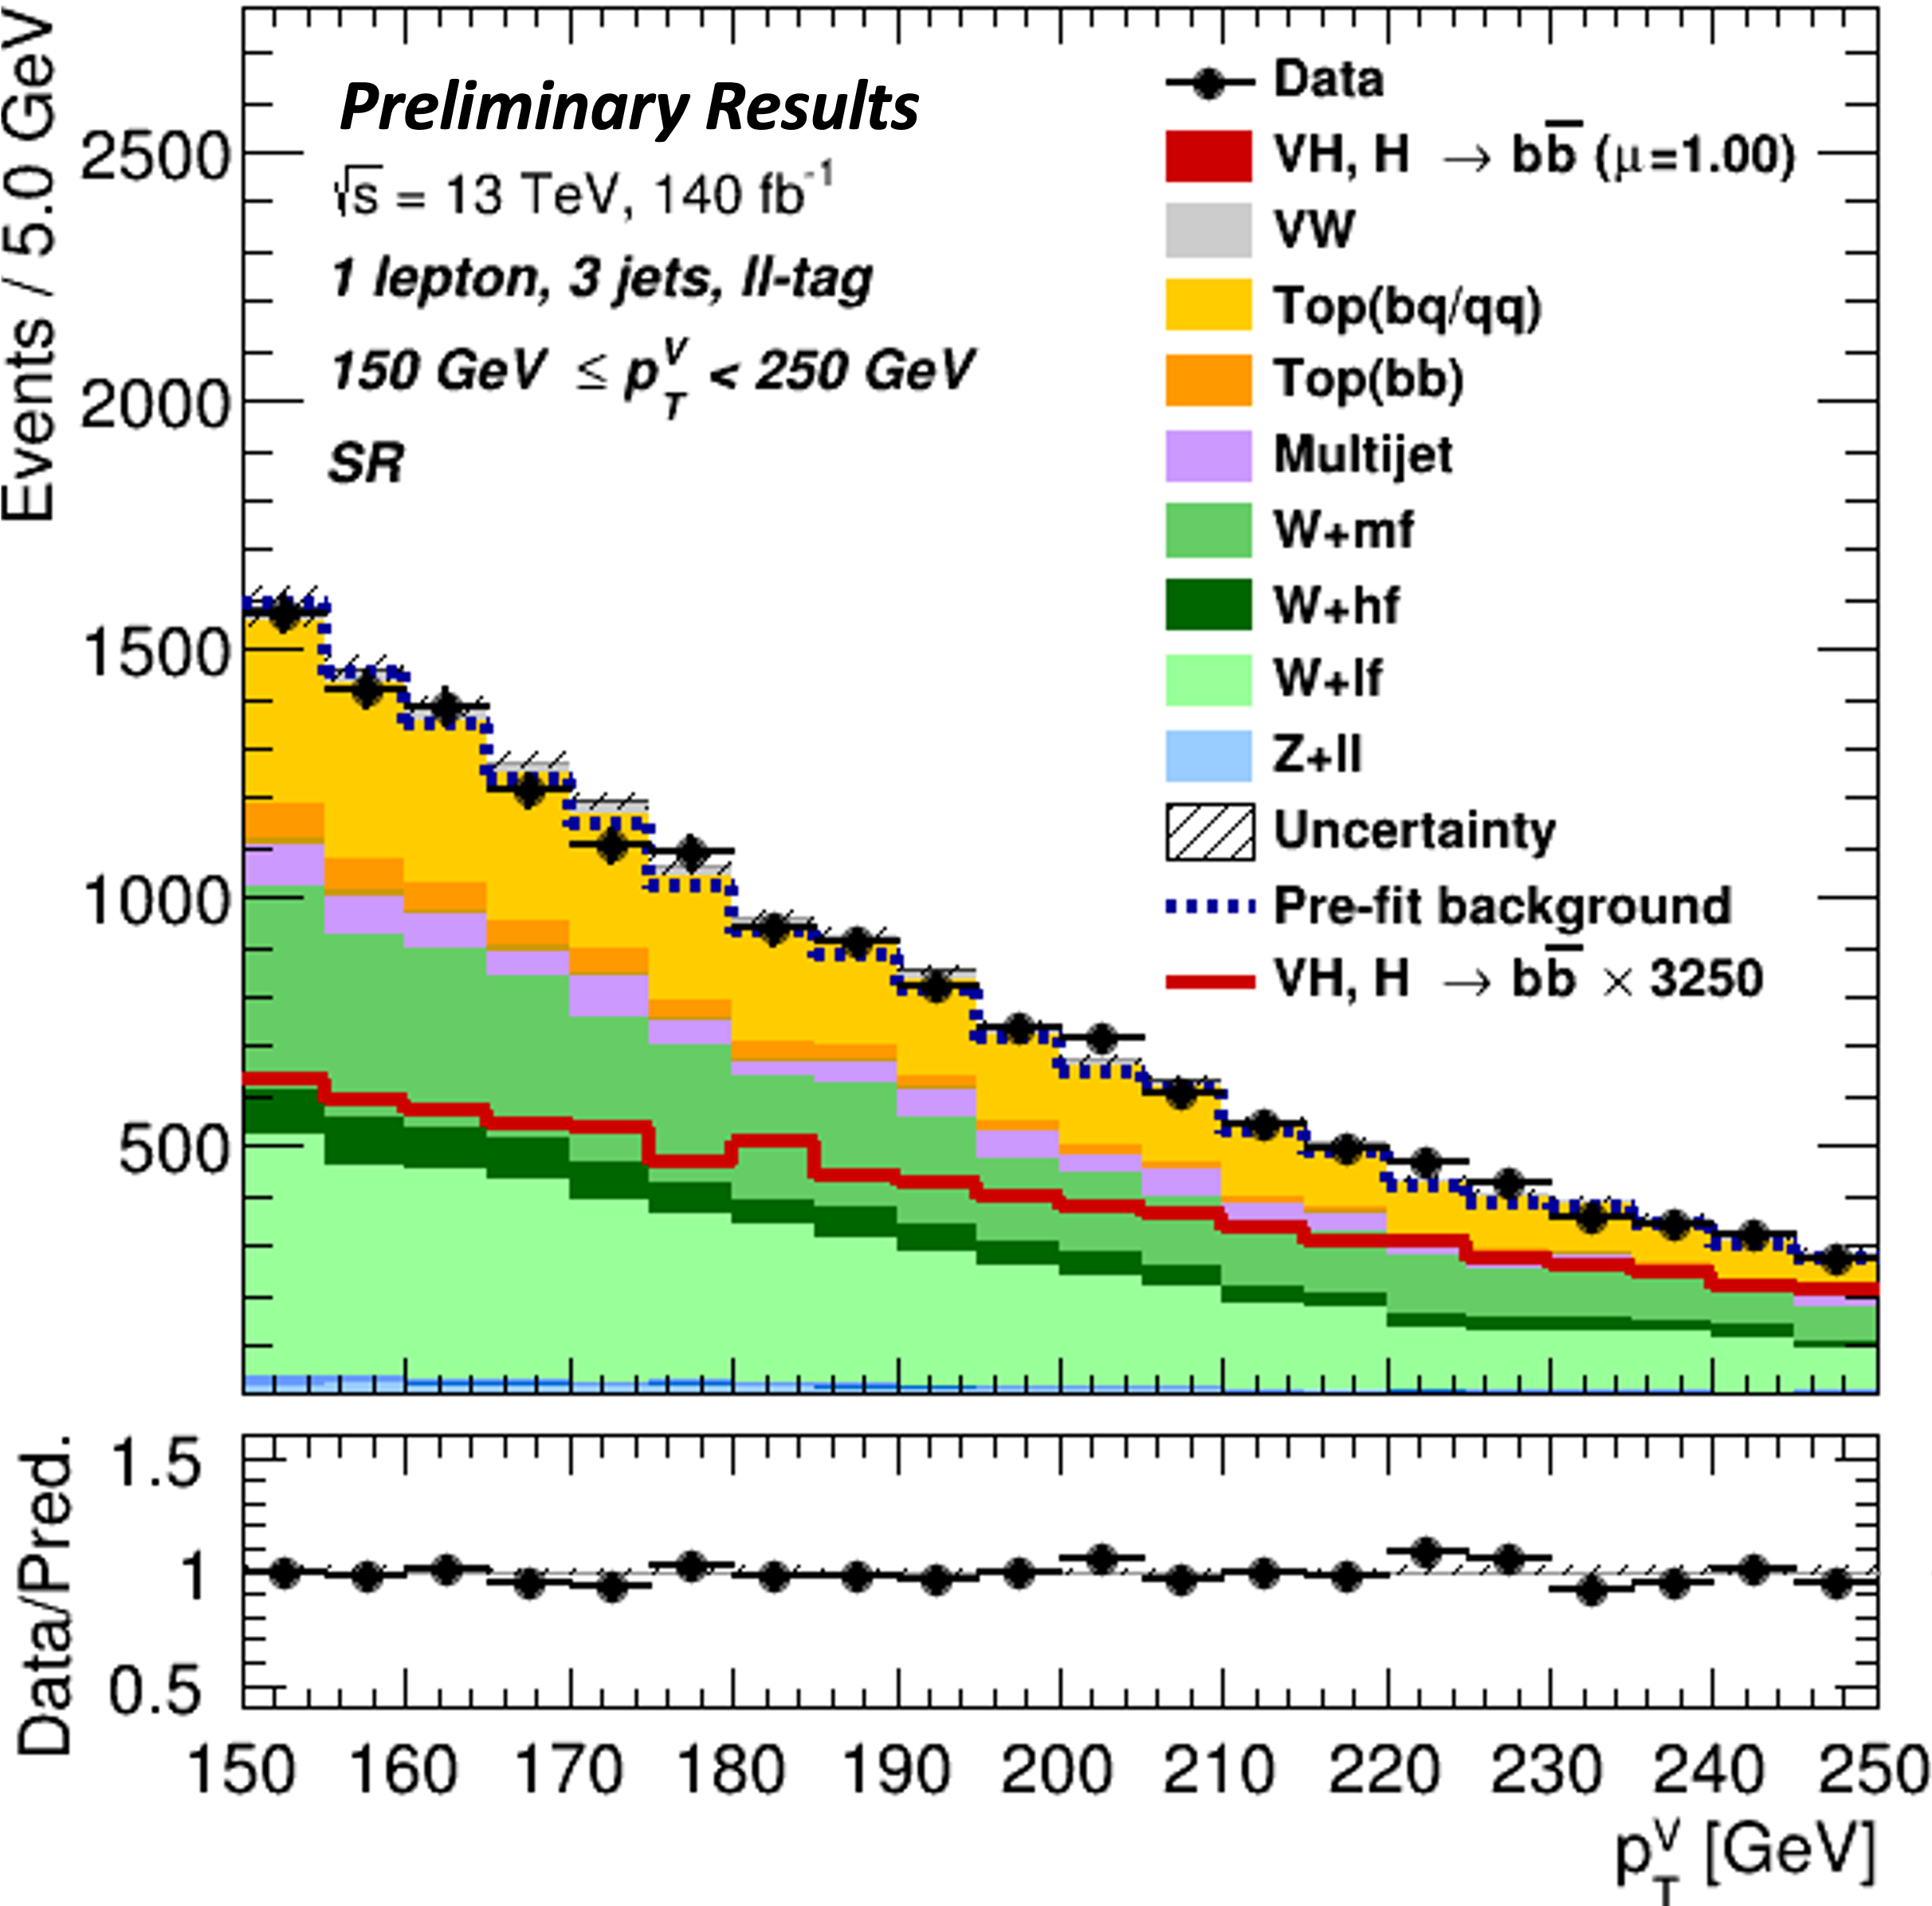 Events / 5.0 GeV
2500
2000
1500
1000
500
Preliminary Results
√s = 13 TeV, 140 fb⁻¹
1 lepton, 3 jets, ll-tag
150 GeV ≤ p_T^V < 250 GeV
SR
Data
VH, H → bb̅ (μ=1.00)
VW
Top(bq/qq)
Top(bb)
Multijet
W+mf
W+hf
W+lf
Z+ll
Uncertainty
Pre-fit background
VH, H → bb̅ × 3250
Data/Pred.
1.5
1
0.5
150 160 170 180 190 200 210 220 230 240 250
p_T^V [GeV]